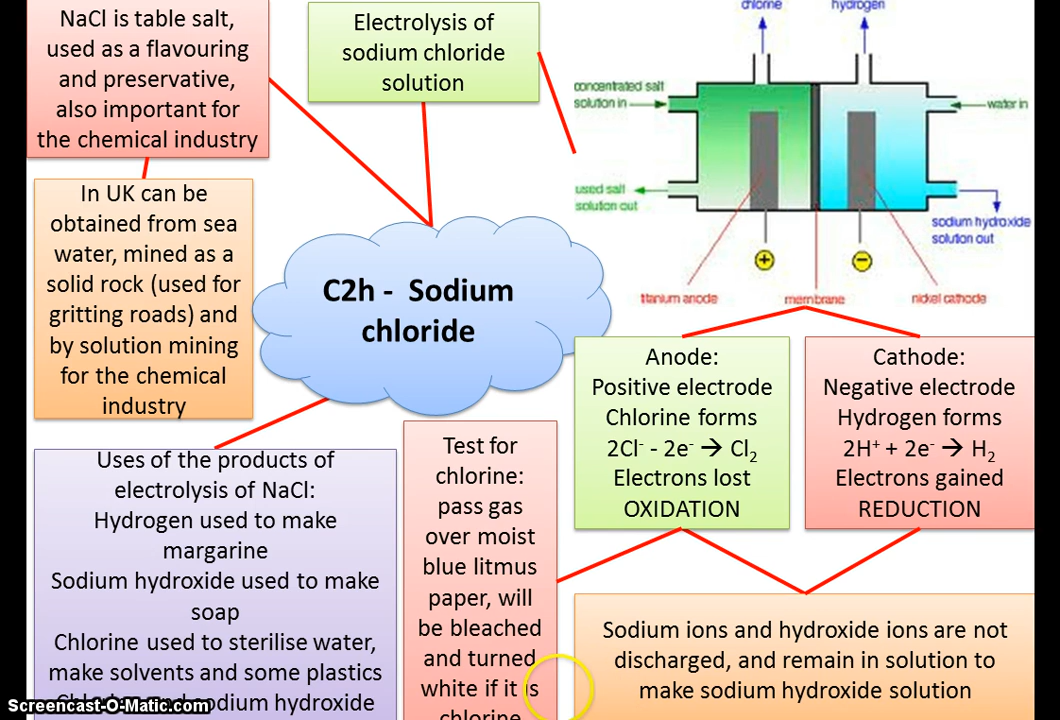 NaCl is table salt,
used as a flavouring
and preservative,
also important for
the chemical industry
Electrolysis of
sodium chloride
solution
chlorine
hydrogen
concentrated salt
solution in
water in
used salt
solution out
sodium hydroxide
solution out
+
−
titanium anode
membrane
nickel cathode
In UK can be
obtained from sea
water, mined as a
solid rock (used for
gritting roads) and
by solution mining
for the chemical
industry
C2h - Sodium
chloride
Anode:
Positive electrode
Chlorine forms
2Cl⁻ - 2e⁻ → Cl₂
Electrons lost
OXIDATION
Cathode:
Negative electrode
Hydrogen forms
2H⁺ + 2e⁻ → H₂
Electrons gained
REDUCTION
Uses of the products of
electrolysis of NaCl:
Hydrogen used to make
margarine
Sodium hydroxide used to make
soap
Chlorine used to sterilise water,
make solvents and some plastics
sodium hydroxide
Test for
chlorine:
pass gas
over moist
blue litmus
paper, will
be bleached
and turned
white if it is
chlorine
Sodium ions and hydroxide ions are not
discharged, and remain in solution to
make sodium hydroxide solution
Screencast-O-Matic.com